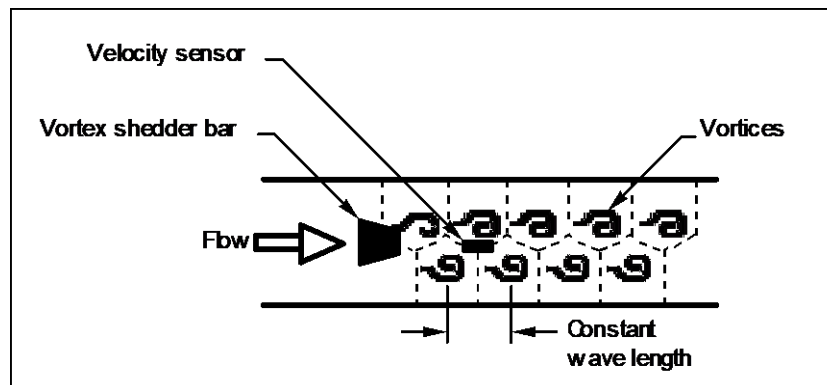 Velocity sensor
Vortex shedder bar
Vortices
Flow
Constant
wave length